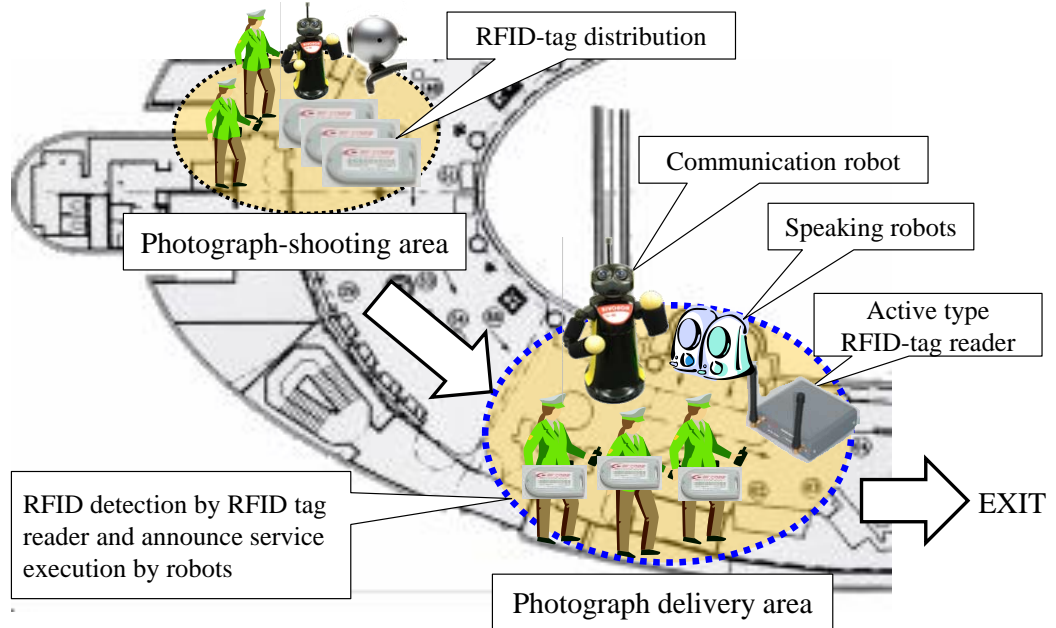 RFID-tag distribution
Communication robot
Photograph-shooting area
Speaking robots
Active type
RFID-tag reader
RFID detection by RFID tag
reader and announce service
execution by robots
EXIT
Photograph delivery area